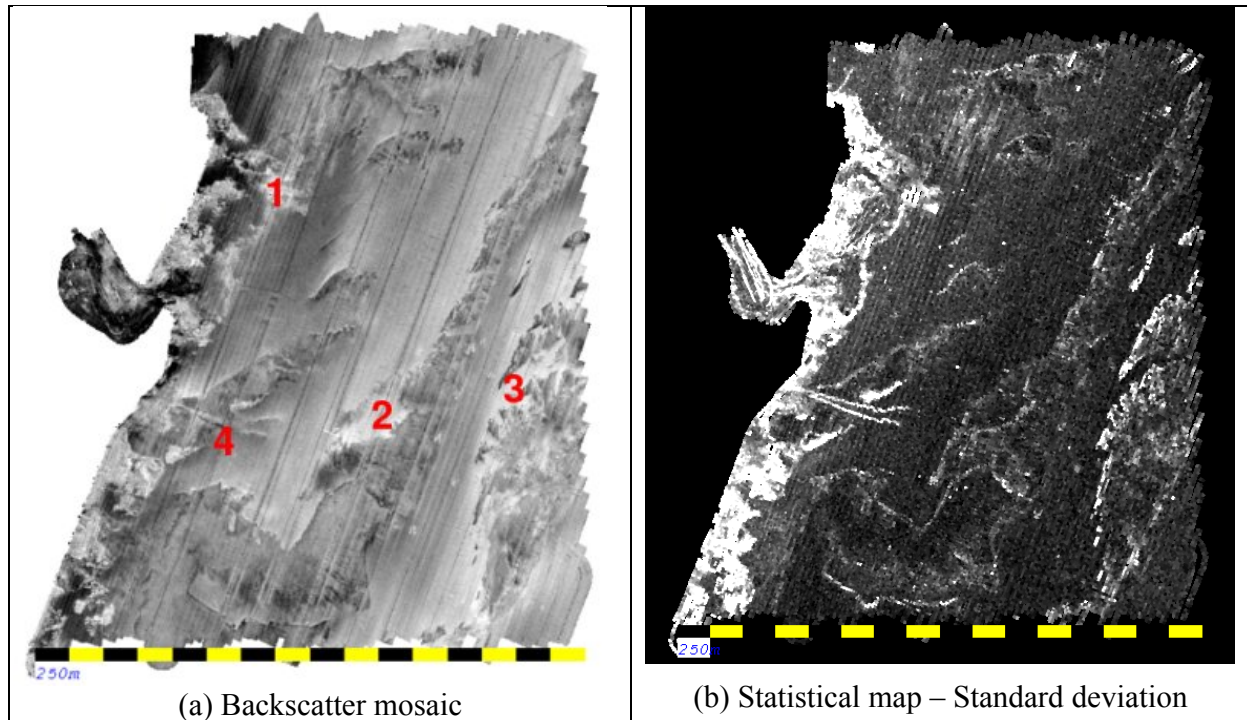 1
2
3
4
250m
(a) Backscatter mosaic
250m
(b) Statistical map – Standard deviation